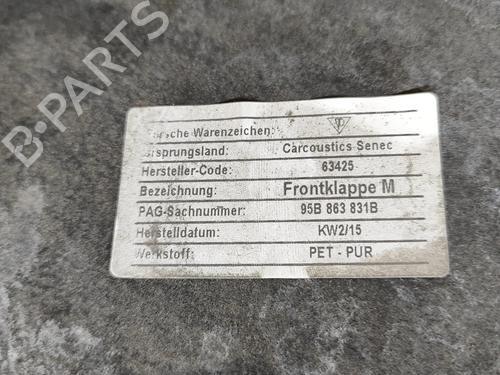 B-PARTS
Warenzeichen:
Ursprungsland: Carcoustics Senec
Hersteller-Code: 63425
Bezeichnung: Frontklappe M
PAG-Sachnummer: 95B 863 831B
Herstelldatum: KW2/15
Werkstoff: PET - PUR